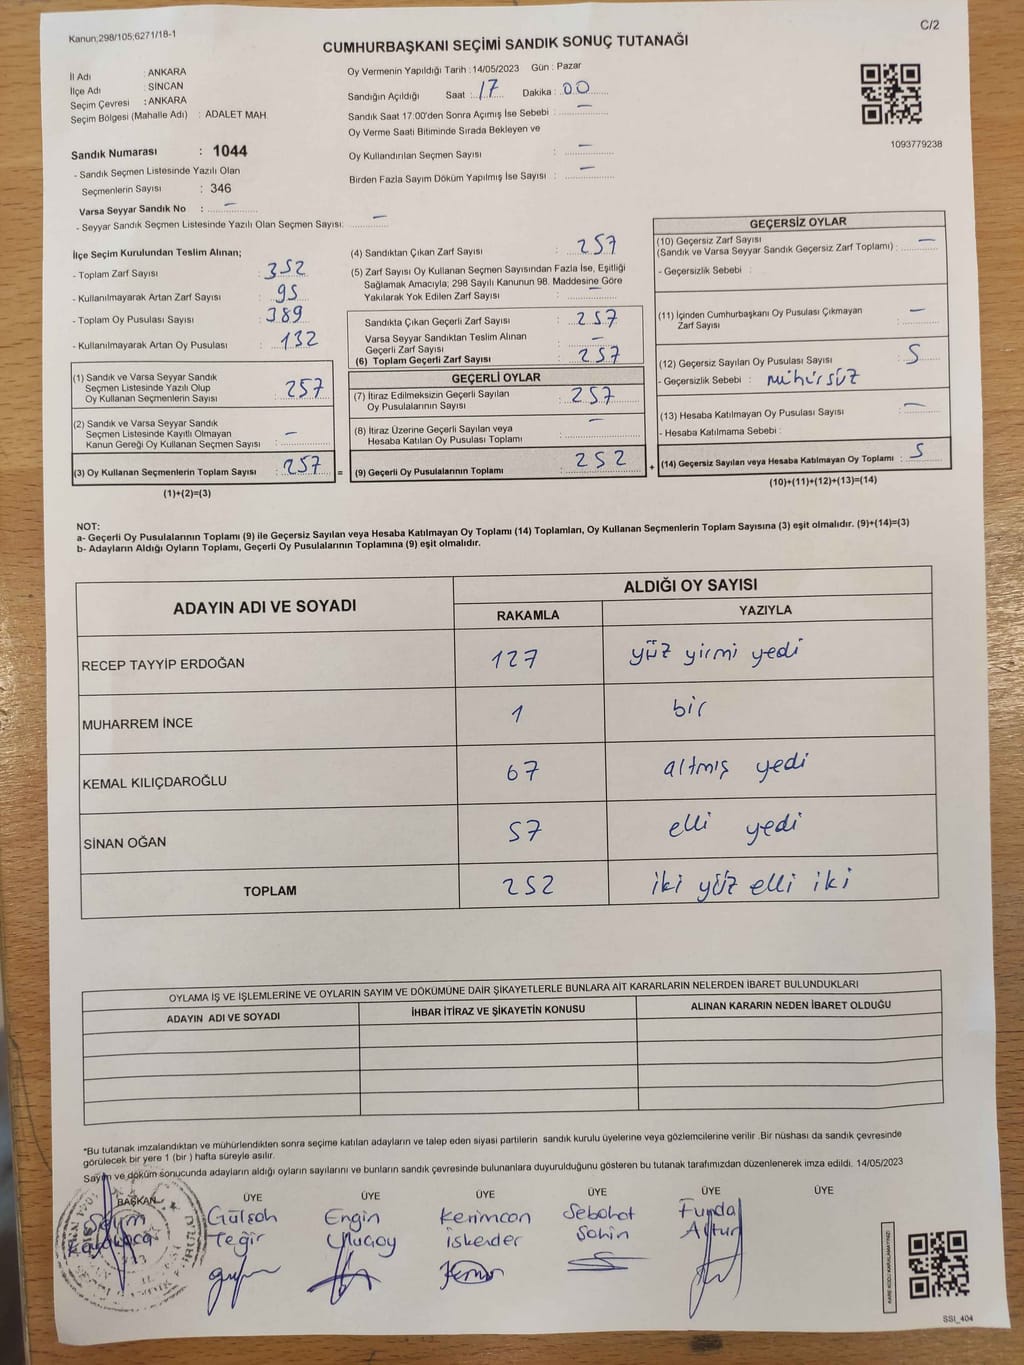 Kanun;298/105;6271/18-1
C/2
CUMHURBAŞKANI SEÇİMİ SANDIK SONUÇ TUTANAĞI
İl Adı : ANKARA
İlçe Adı : SİNCAN
Seçim Çevresi : ANKARA
Seçim Bölgesi (Mahalle Adı) : ADALET MAH.
Oy Vermenin Yapıldığı Tarih : 14/05/2023 Gün : Pazar
Sandığın Açıldığı Saat : 17 Dakika : 00
Sandık Saat 17:00'den Sonra Açımış İse Sebebi : —
Oy Verme Saati Bitiminde Sırada Bekleyen ve
Oy Kullandırılan Seçmen Sayısı : —
Birden Fazla Sayım Döküm Yapılmış İse Sayısı : —
1093779238
Sandık Numarası : 1044
- Sandık Seçmen Listesinde Yazılı Olan
Seçmenlerin Sayısı : 346
Varsa Seyyar Sandık No : —
- Seyyar Sandık Seçmen Listesinde Yazılı Olan Seçmen Sayısı: —
İlçe Seçim Kurulundan Teslim Alınan;
- Toplam Zarf Sayısı : 352
- Kullanılmayarak Artan Zarf Sayısı : 95
- Toplam Oy Pusulası Sayısı : 389
- Kullanılmayarak Artan Oy Pusulası : 132
(1) Sandık ve Varsa Seyyar Sandık
Seçmen Listesinde Yazılı Olup
Oy Kullanan Seçmenlerin Sayısı : 257
(2) Sandık ve Varsa Seyyar Sandık
Seçmen Listesinde Kayıtlı Olmayan
Kanun Gereği Oy Kullanan Seçmen Sayısı : —
(3) Oy Kullanan Seçmenlerin Toplam Sayısı : 257 =
(1)+(2)=(3)
(4) Sandıktan Çıkan Zarf Sayısı : 257
(5) Zarf Sayısı Oy Kullanan Seçmen Sayısından Fazla İse, Eşitliği
Sağlamak Amacıyla; 298 Sayılı Kanunun 98. Maddesine Göre
Yakılarak Yok Edilen Zarf Sayısı : —
Sandıkta Çıkan Geçerli Zarf Sayısı : 257
Varsa Seyyar Sandıktan Teslim Alınan
Geçerli Zarf Sayısı : —
(6) Toplam Geçerli Zarf Sayısı : 257
GEÇERLİ OYLAR
(7) İtiraz Edilmeksizin Geçerli Sayılan
Oy Pusulalarının Sayısı : 257
(8) İtiraz Üzerine Geçerli Sayılan veya
Hesaba Katılan Oy Pusulası Toplamı : —
(9) Geçerli Oy Pusulalarının Toplamı : 252 +
GEÇERSİZ OYLAR
(10) Geçersiz Zarf Sayısı
(Sandık ve Varsa Seyyar Sandık Geçersiz Zarf Toplamı) : —
- Geçersizlik Sebebi :
(11) İçinden Cumhurbaşkanı Oy Pusulası Çıkmayan
Zarf Sayısı : —
(12) Geçersiz Sayılan Oy Pusulası Sayısı : 5
- Geçersizlik Sebebi : mühürsüz
(13) Hesaba Katılmayan Oy Pusulası Sayısı : —
- Hesaba Katılmama Sebebi :
(14) Geçersiz Sayılan veya Hesaba Katılmayan Oy Toplamı : 5
(10)+(11)+(12)+(13)=(14)
NOT:
a- Geçerli Oy Pusulalarının Toplamı (9) ile Geçersiz Sayılan veya Hesaba Katılmayan Oy Toplamı (14) Toplamları, Oy Kullanan Seçmenlerin Toplam Sayısına (3) eşit olmalıdır. (9)+(14)=(3)
b- Adayların Aldığı Oyların Toplamı, Geçerli Oy Pusulalarının Toplamına (9) eşit olmalıdır.
ADAYIN ADI VE SOYADI
ALDIĞI OY SAYISI
RAKAMLA YAZIYLA
RECEP TAYYİP ERDOĞAN 127 yüz yirmi yedi
MUHARREM İNCE 1 bir
KEMAL KILIÇDAROĞLU 67 altmış yedi
SİNAN OĞAN 57 elli yedi
TOPLAM 252 iki yüz elli iki
OYLAMA İŞ VE İŞLEMLERİNE VE OYLARIN SAYIM VE DÖKÜMÜNE DAİR ŞİKAYETLERLE BUNLARA AİT KARARLARIN NELERDEN İBARET BULUNDUKLARI
ADAYIN ADI VE SOYADI İHBAR İTİRAZ VE ŞİKAYETİN KONUSU ALINAN KARARIN NEDEN İBARET OLDUĞU
*Bu tutanak imzalandıktan ve mühürlendikten sonra seçime katılan adayların ve talep eden siyasi partilerin sandık kurulu üyelerine veya gözlemcilerine verilir .Bir nüshası da sandık çevresinde
görülecek bir yere 1 (bir ) hafta süreyle asılır.
Sayım ve döküm sonucunda adayların aldığı oyların sayılarını ve bunların sandık çevresinde bulunanlara duyurulduğunu gösteren bu tutanak tarafımızdan düzenlenerek imza edildi. 14/05/2023
BAŞKAN ÜYE ÜYE ÜYE ÜYE ÜYE ÜYE
Gülşah Engin Kerimcan Sebahat Funda
Teğir Ulusoy İskender Şahin Altun
KARE KODU KARALAMAYINIZ!
SSİ_404